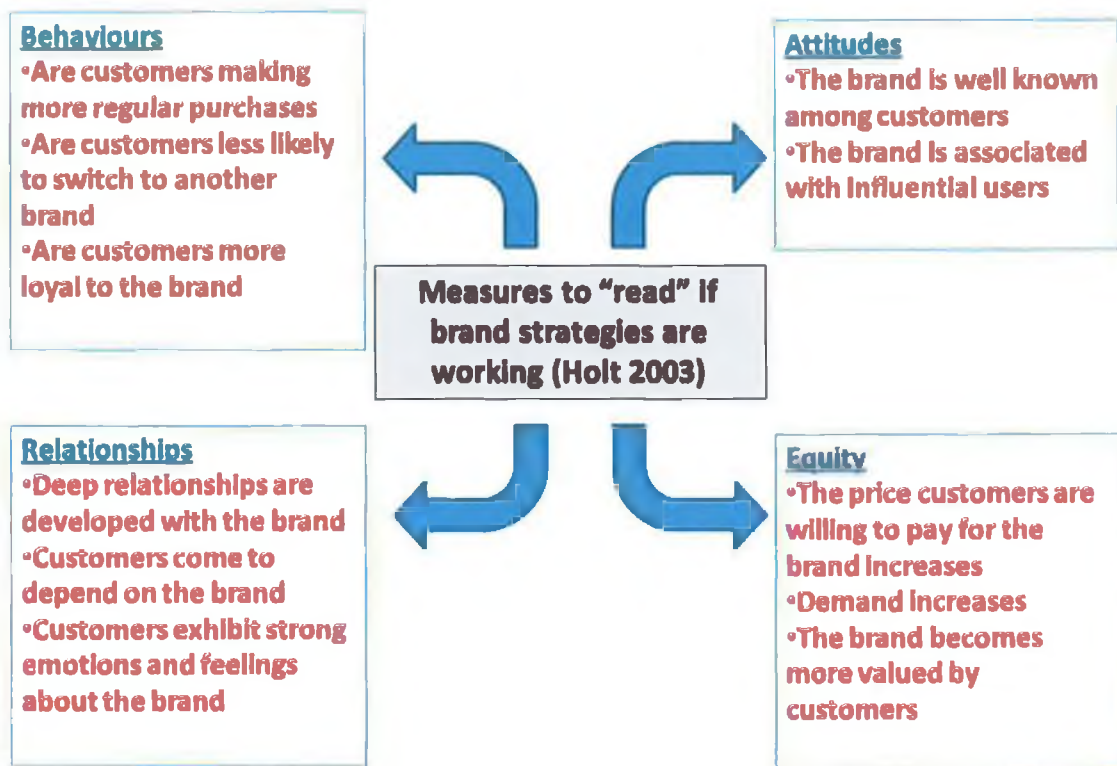 Behaviours
•Are customers making
more regular purchases
•Are customers less likely
to switch to another
brand
•Are customers more
loyal to the brand
Attitudes
•The brand is well known
among customers
•The brand is associated
with influential users
Measures to “read” if
brand strategies are
working (Holt 2003)
Relationships
•Deep relationships are
developed with the brand
•Customers come to
depend on the brand
•Customers exhibit strong
emotions and feelings
about the brand
Equity
•The price customers are
willing to pay for the
brand increases
•Demand increases
•The brand becomes
more valued by
customers